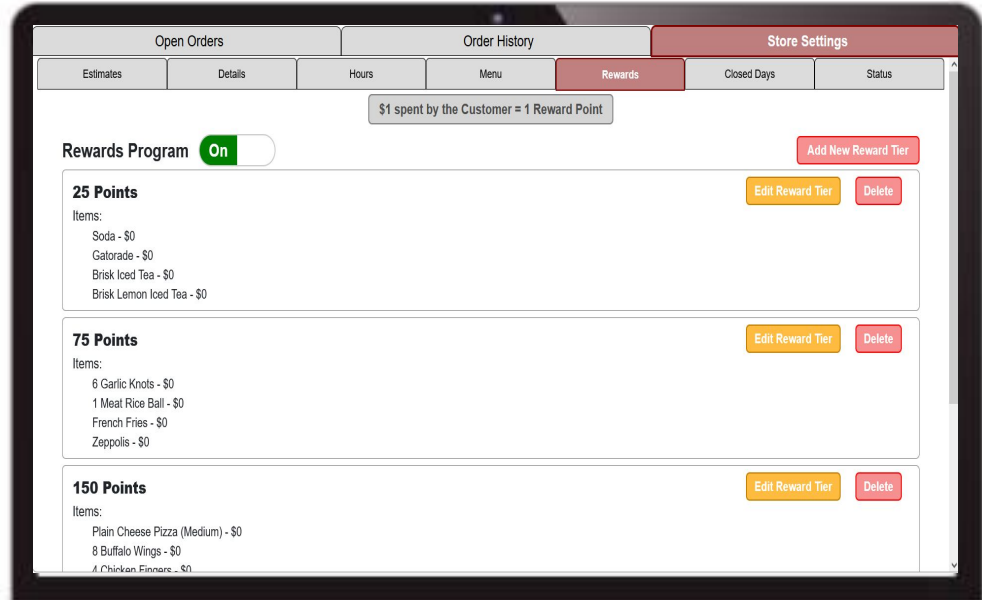 Open Orders
Order History
Store Settings
Estimates
Details
Hours
Menu
Rewards
Closed Days
Status
$1 spent by the Customer = 1 Reward Point
Rewards Program On
Add New Reward Tier
25 Points
Edit Reward Tier
Delete
Items:
Soda - $0
Gatorade - $0
Brisk Iced Tea - $0
Brisk Lemon Iced Tea - $0
75 Points
Edit Reward Tier
Delete
Items:
6 Garlic Knots - $0
1 Meat Rice Ball - $0
French Fries - $0
Zeppolis - $0
150 Points
Edit Reward Tier
Delete
Items:
Plain Cheese Pizza (Medium) - $0
8 Buffalo Wings - $0
4 Chicken Fingers - $0